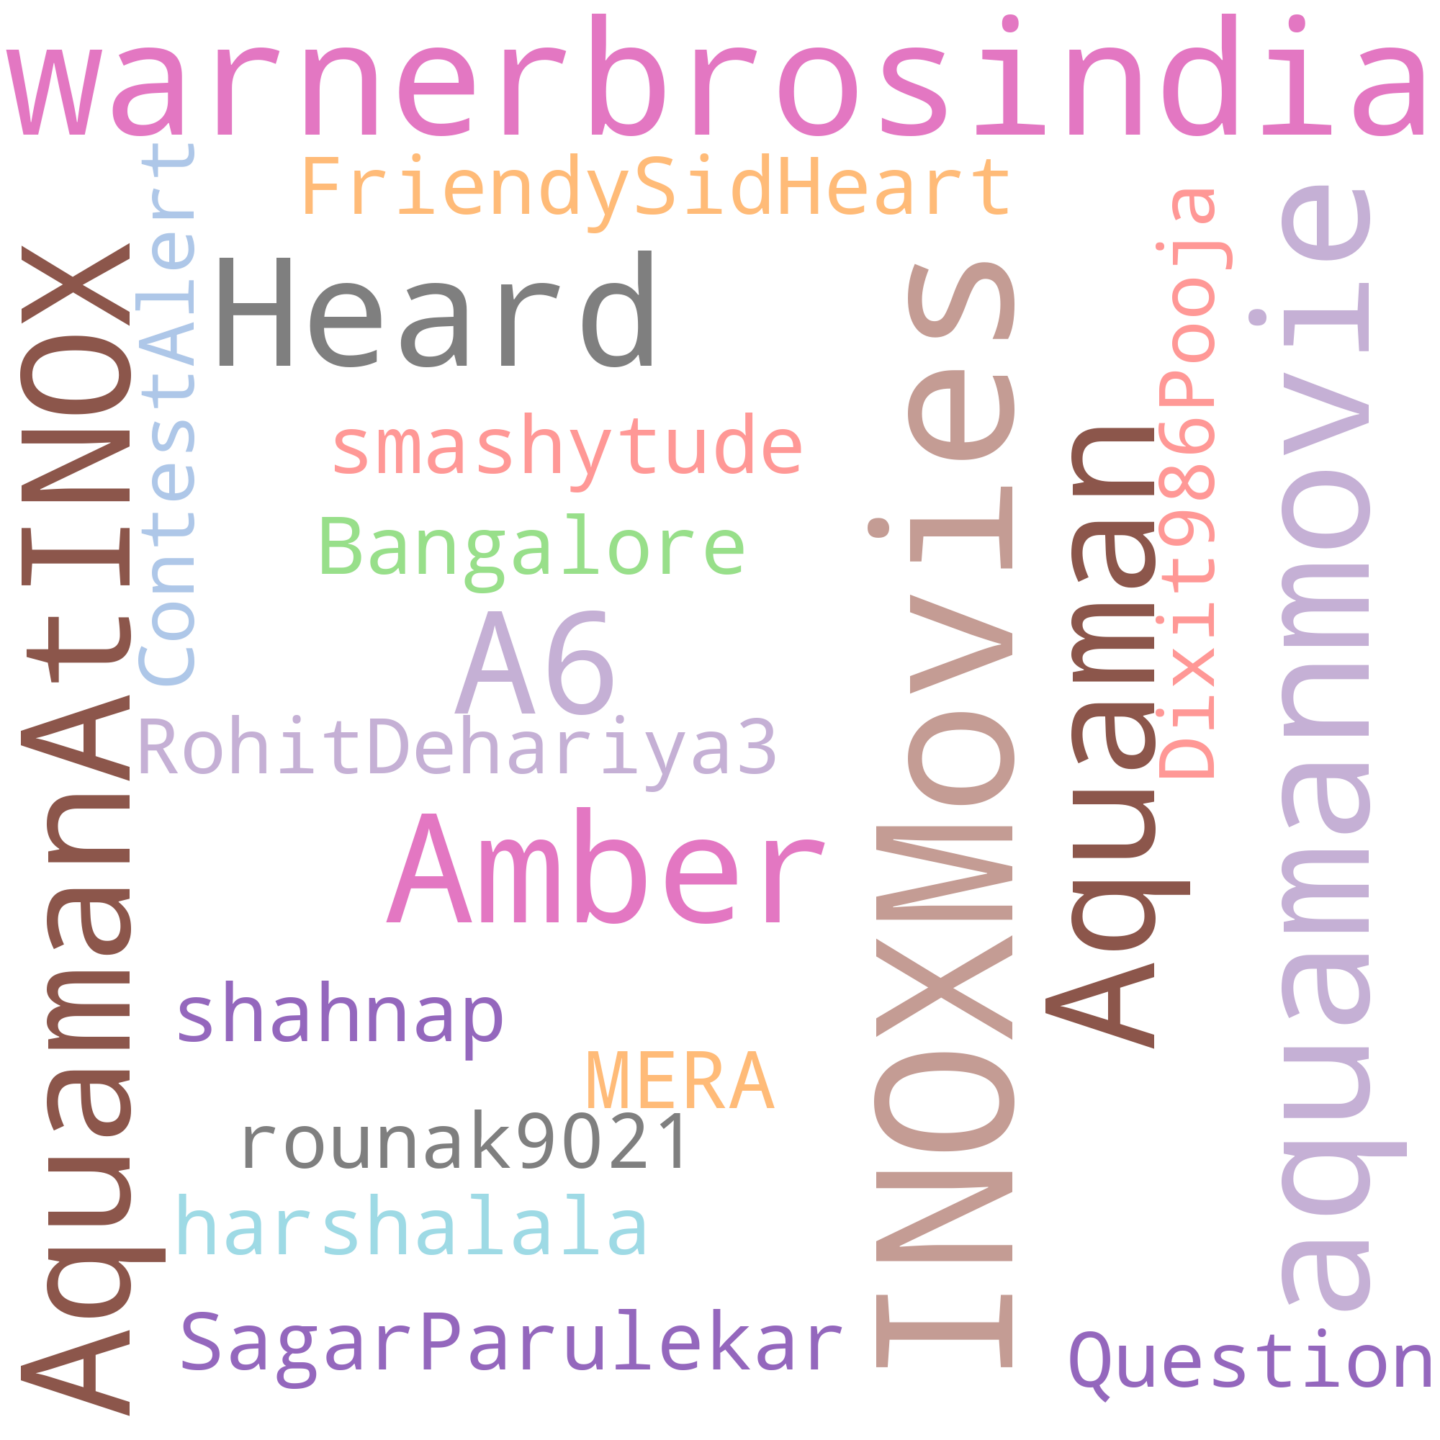 warnerbrosindia
FriendySidHeart
ContestAlert
AquamanAtINOX
Heard
smashytude
Bangalore
A6
RohitDehariya3
Amber
shahnap
MERA
rounak9021
harshalala
SagarParulekar
INOXMovies
Aquaman
Dixit986Pooja
aquamanmovie
Question